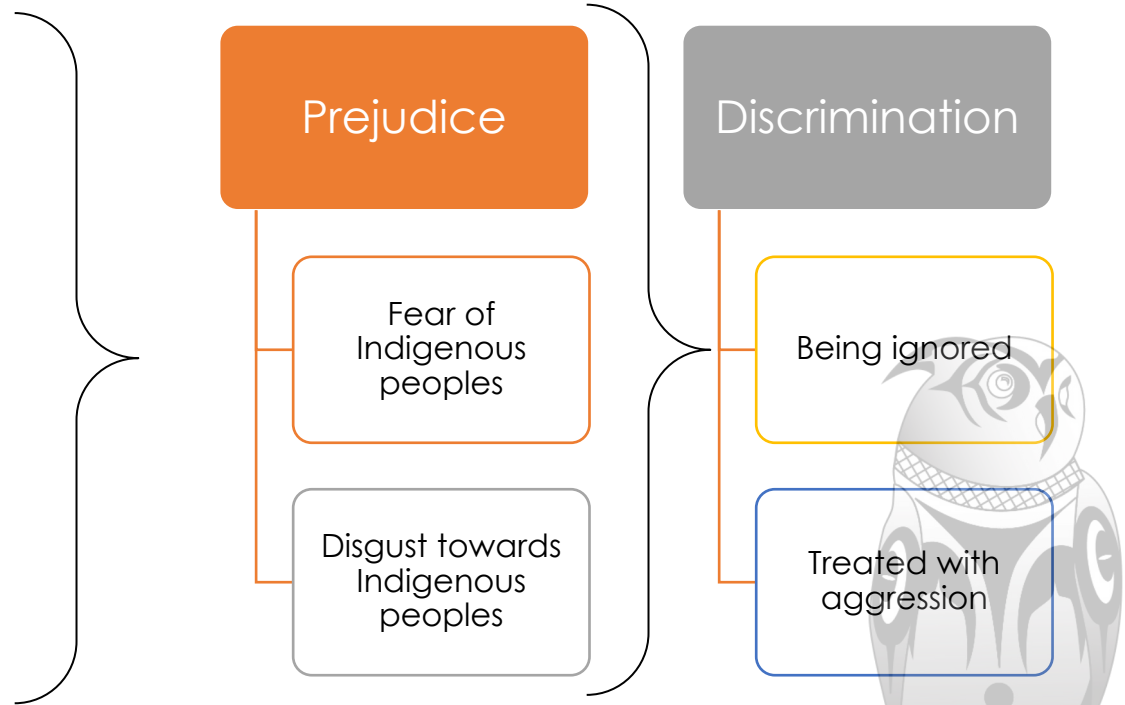 Prejudice
Fear of
Indigenous
peoples
Disgust towards
Indigenous
peoples
Discrimination
Being ignored
Treated with
aggression